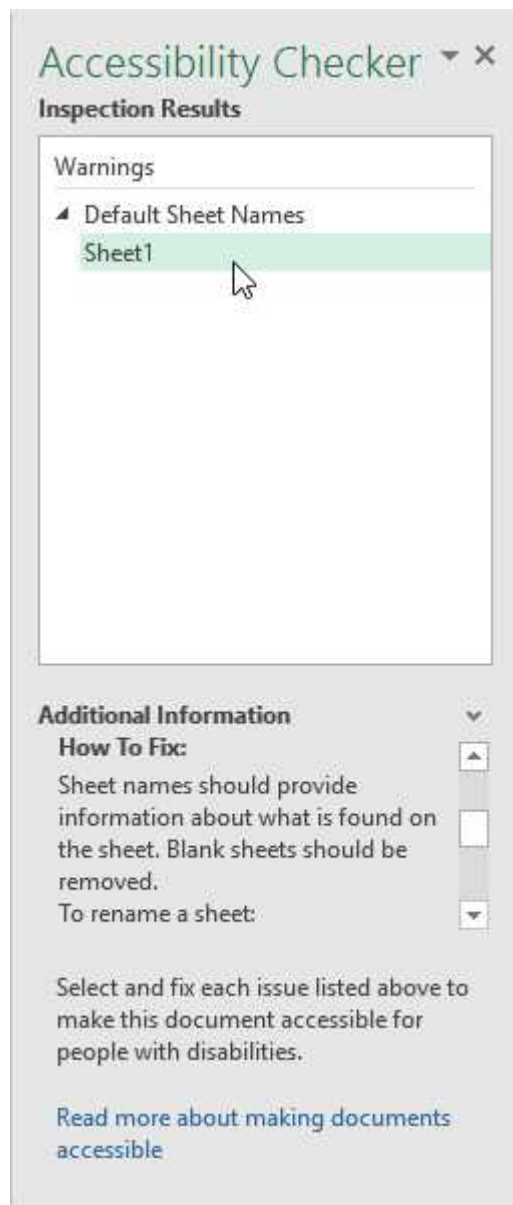 Accessibility Checker
Inspection Results
Warnings
Default Sheet Names
Sheet1
Additional Information
How To Fix:
Sheet names should provide
information about what is found on
the sheet. Blank sheets should be
removed.
To rename a sheet:
Select and fix each issue listed above to
make this document accessible for
people with disabilities.
Read more about making documents
accessible